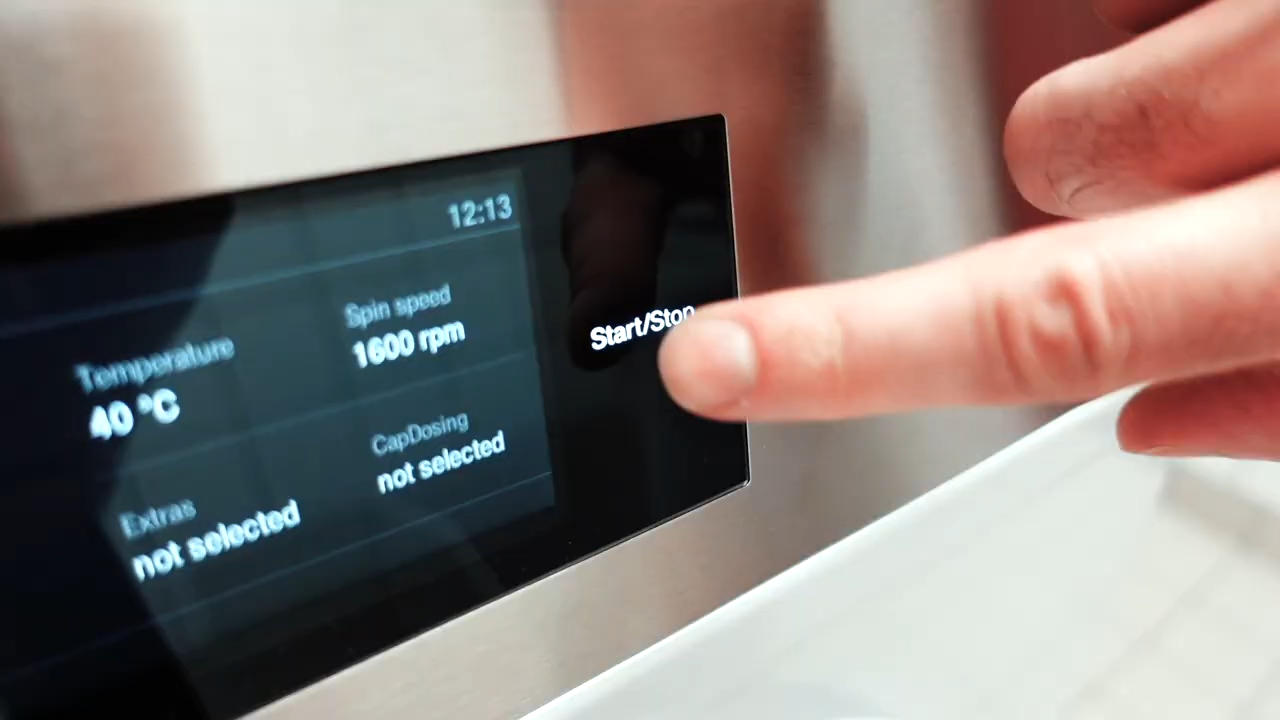 12:13
Temperature
40 °C
Spin speed
1600 rpm
Extras
not selected
CapDosing
not selected
Start/Stop